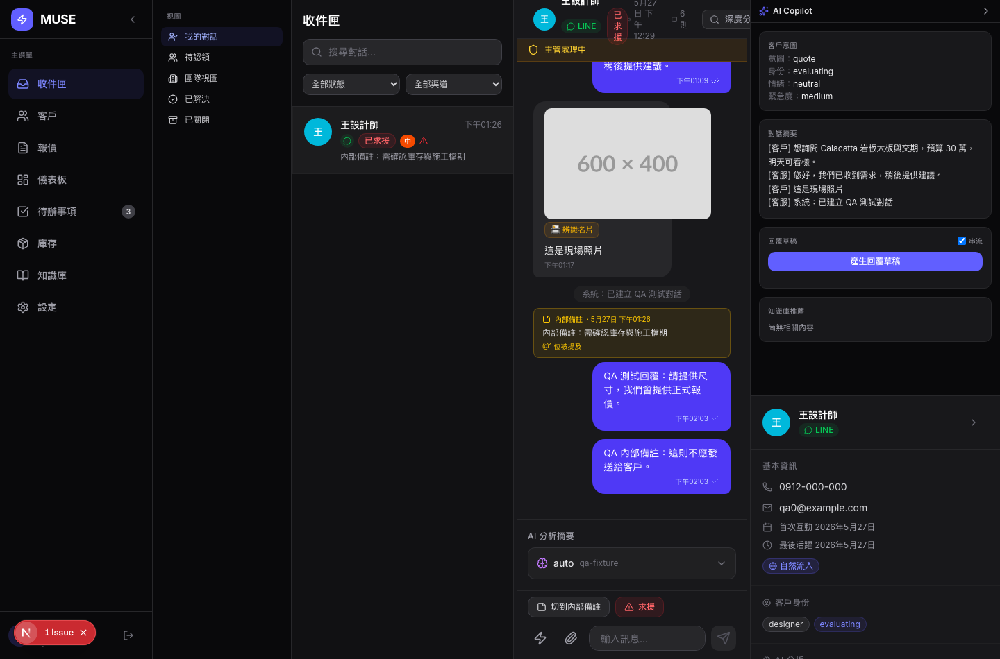 MUSE
主選單
收件匣
客戶
報價
儀表板
待辦事項
3
庫存
知識庫
設定
1 Issue
視圖
我的對話
待認領
團隊視圖
已解決
已關閉
收件匣
搜尋對話...
全部狀態
全部渠道
王
王設計師
下午01:26
已求援
中
內部備註：需確認庫存與施工檔期
王
LINE
已求援
5月27日 下午12:29
6 則
深度分
主管處理中
稍後提供建議。
下午01:09
600 × 400
辨識名片
這是現場照片
下午01:17
系統：已建立 QA 測試對話
內部備註 · 5月27日 下午01:26
內部備註：需確認庫存與施工檔期
@1 位被提及
QA 測試回覆：請提供尺
寸，我們會提供正式報
價。
下午02:03
QA 內部備註：這則不應發
送給客戶。
下午02:03
AI 分析摘要
auto qa-fixture
切到內部備註
求援
輸入訊息...
AI Copilot
客戶意圖
意圖：quote
身份：evaluating
情緒：neutral
緊急度：medium
對話摘要
[客戶] 想詢問 Calacatta 岩板大板與交期，預算 30 萬，
明天可看樣。
[客服] 您好，我們已收到需求，稍後提供建議。
[客戶] 這是現場照片
[客服] 系統：已建立 QA 測試對話
回覆草稿
串流
產生回覆草稿
知識庫推薦
尚無相關內容
王
王設計師
LINE
基本資訊
0912-000-000
qa0@example.com
首次互動 2026年5月27日
最後活躍 2026年5月27日
自然流入
客戶身份
designer
evaluating